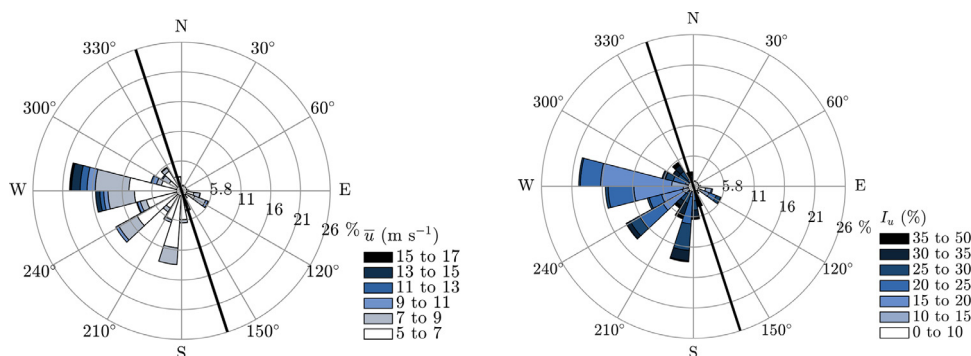 N
330° 30°
300° 60°
W 5.8 11 16 21 26 % E
240° 120°
210° 150°
S
u̅ (m s⁻¹)
15 to 17
13 to 15
11 to 13
9 to 11
7 to 9
5 to 7
N
330° 30°
300° 60°
W 5.8 11 16 21 26 % E
240° 120°
210° 150°
S
I_u (%)
35 to 50
30 to 35
25 to 30
20 to 25
15 to 20
10 to 15
0 to 10